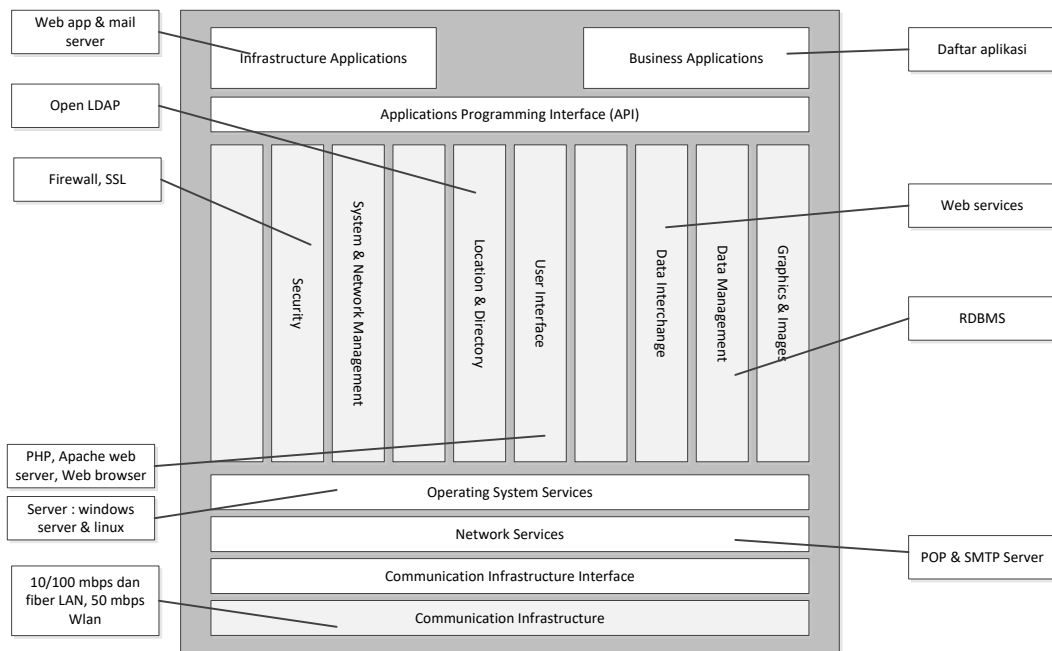 Web app & mail
server
Infrastructure Applications
Business Applications
Daftar aplikasi
Open LDAP
Applications Programming Interface (API)
Firewall, SSL
Security
System & Network Management
Location & Directory
User Interface
Data Interchange
Data Management
Graphics & Images
Web services
RDBMS
PHP, Apache web
server, Web browser
Operating System Services
Server : windows
server & linux
Network Services
POP & SMTP Server
Communication Infrastructure Interface
10/100 mbps dan
fiber LAN, 50 mbps
Wlan
Communication Infrastructure